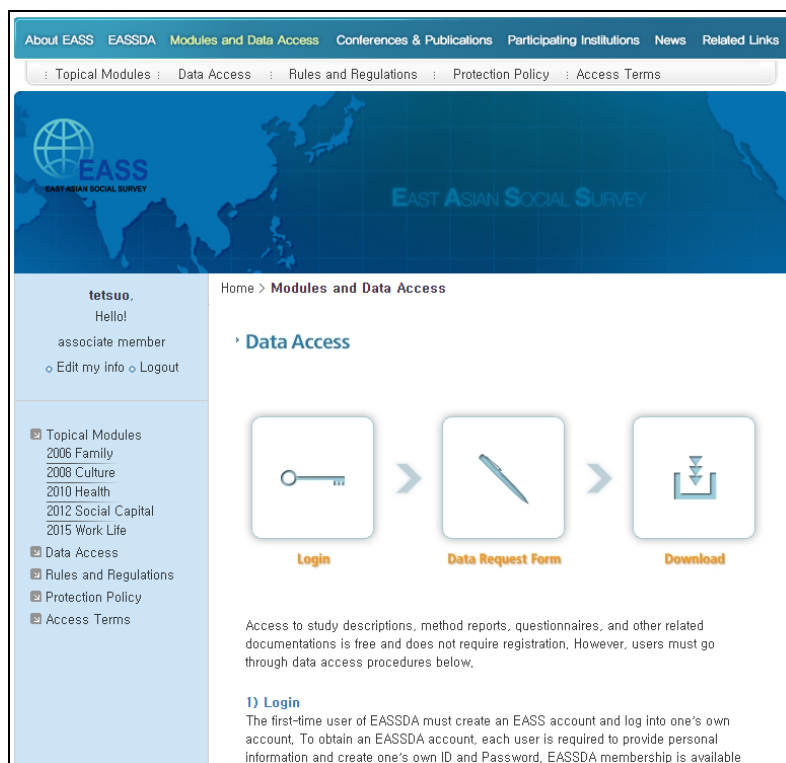 About EASS EASSDA Modules and Data Access Conferences & Publications Participating Institutions News Related Links
Topical Modules Data Access Rules and Regulations Protection Policy Access Terms
EASS
EAST ASIAN SOCIAL SURVEY
EAST ASIAN SOCIAL SURVEY
tetsuo,
Hello!
associate member
Edit my info Logout
Topical Modules
2006 Family
2008 Culture
2010 Health
2012 Social Capital
2015 Work Life
Data Access
Rules and Regulations
Protection Policy
Access Terms
Home > Modules and Data Access
Data Access
Login Data Request Form Download
Access to study descriptions, method reports, questionnaires, and other related
documentations is free and does not require registration, However, users must go
through data access procedures below,
1) Login
The first-time user of EASSDA must create an EASS account and log into one's own
account, To obtain an EASSDA account, each user is required to provide personal
information and create one's own ID and Password, EASSDA membership is available